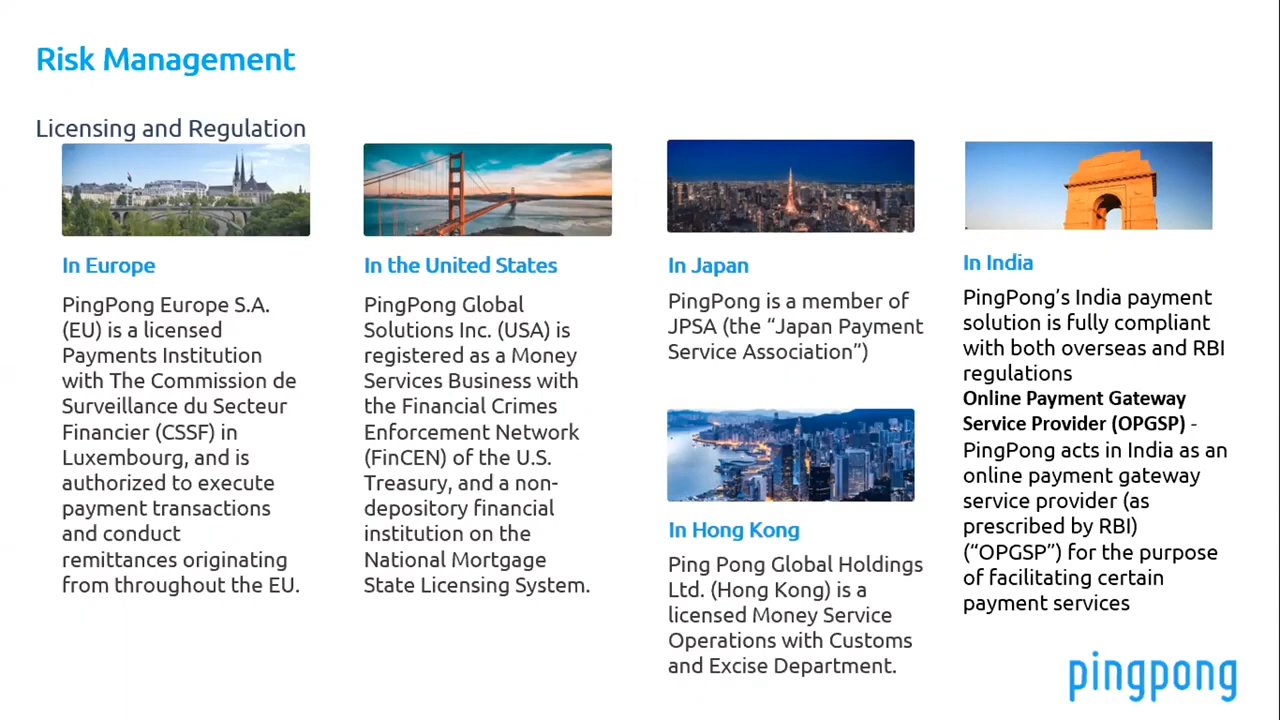 Risk Management
Licensing and Regulation
In Europe
PingPong Europe S.A.
(EU) is a licensed
Payments Institution
with The Commission de
Surveillance du Secteur
Financier (CSSF) in
Luxembourg, and is
authorized to execute
payment transactions
and conduct
remittances originating
from throughout the EU.
In the United States
PingPong Global
Solutions Inc. (USA) is
registered as a Money
Services Business with
the Financial Crimes
Enforcement Network
(FinCEN) of the U.S.
Treasury, and a non-
depository financial
institution on the
National Mortgage
State Licensing System.
In Japan
PingPong is a member of
JPSA (the “Japan Payment
Service Association”)
In Hong Kong
Ping Pong Global Holdings
Ltd. (Hong Kong) is a
licensed Money Service
Operations with Customs
and Excise Department.
In India
PingPong’s India payment
solution is fully compliant
with both overseas and RBI
regulations
Online Payment Gateway
Service Provider (OPGSP) -
PingPong acts in India as an
online payment gateway
service provider (as
prescribed by RBI)
(“OPGSP”) for the purpose
of facilitating certain
payment services
pingpong